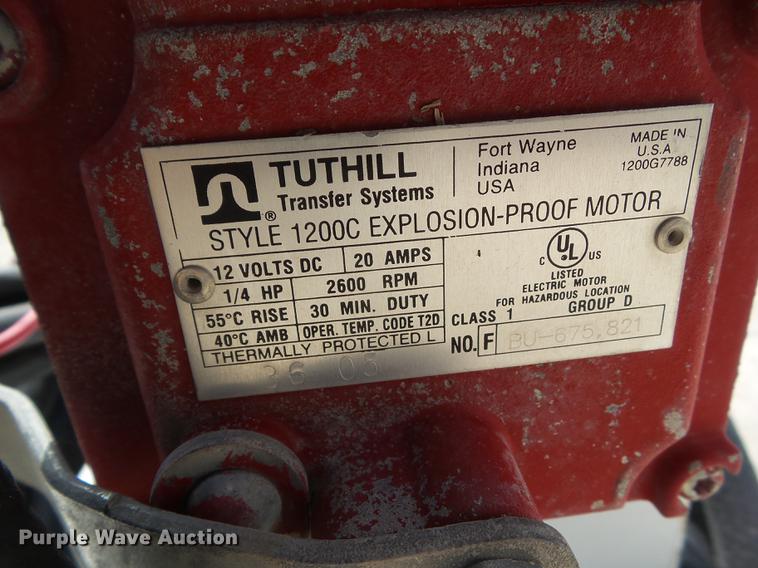 TUTHILL
Transfer Systems
®
Fort Wayne
Indiana
USA
MADE IN
U.S.A
1200G7788
STYLE 1200C EXPLOSION-PROOF MOTOR
12 VOLTS DC 20 AMPS
1/4 HP 2600 RPM
55°C RISE 30 MIN. DUTY
40°C AMB OPER. TEMP. CODE T2D
THERMALLY PROTECTED L
C UL US
LISTED
ELECTRIC MOTOR
FOR HAZARDOUS LOCATION
CLASS 1 GROUP D
NO. F BU-675,821
36 03
Purple Wave Auction